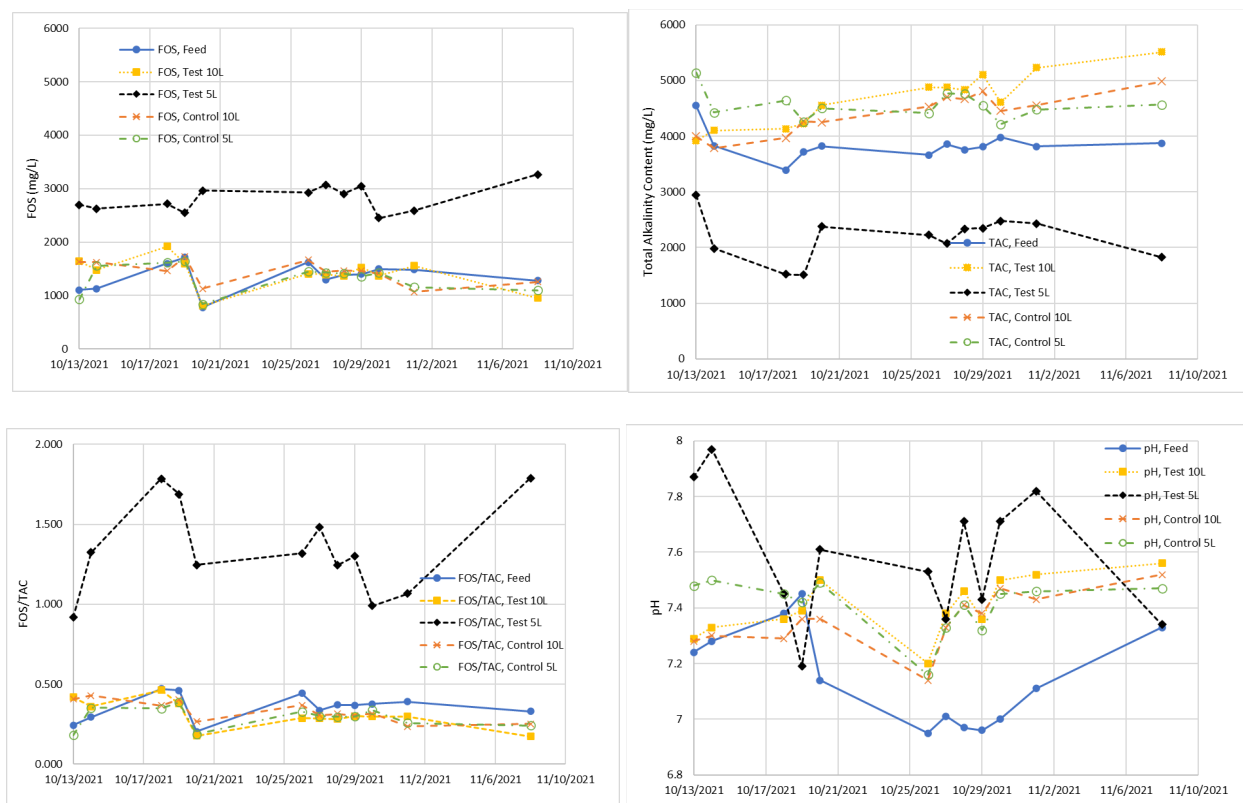 6000
5000
4000
3000
2000
1000
0
FOS (mg/L)
FOS, Feed
FOS, Test 10L
FOS, Test 5L
FOS, Control 10L
FOS, Control 5L
10/13/2021 10/17/2021 10/21/2021 10/25/2021 10/29/2021 11/2/2021 11/6/2021 11/10/2021
6000
5000
4000
3000
2000
1000
0
Total Alkalinity Content (mg/L)
TAC, Feed
TAC, Test 10L
TAC, Test 5L
TAC, Control 10L
TAC, Control 5L
10/13/2021 10/17/2021 10/21/2021 10/25/2021 10/29/2021 11/2/2021 11/6/2021 11/10/2021
2.000
1.500
1.000
0.500
0.000
FOS/TAC
FOS/TAC, Feed
FOS/TAC, Test 10L
FOS/TAC, Test 5L
FOS/TAC, Control 10L
FOS/TAC, Control 5L
10/13/2021 10/17/2021 10/21/2021 10/25/2021 10/29/2021 11/2/2021 11/6/2021 11/10/2021
8
7.8
7.6
7.4
7.2
7
6.8
pH
pH, Feed
pH, Test 10L
pH, Test 5L
pH, Control 10L
pH, Control 5L
10/13/2021 10/17/2021 10/21/2021 10/25/2021 10/29/2021 11/2/2021 11/6/2021 11/10/2021